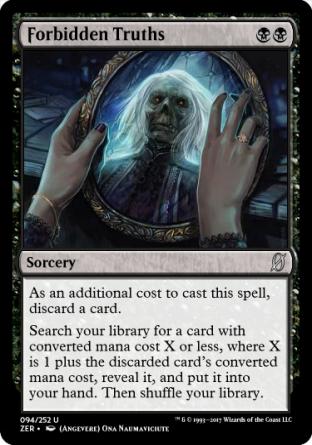 Forbidden Truths
Sorcery
As an additional cost to cast this spell,
discard a card.
Search your library for a card with
converted mana cost X or less, where X
is 1 plus the discarded card's converted
mana cost, reveal it, and put it into
your hand. Then shuffle your library.
094/252 U
ZER • (ANGEVERE) ONA NAUMAVICIUTE
™ & © 1993–2017 Wizards of the Coast LLC